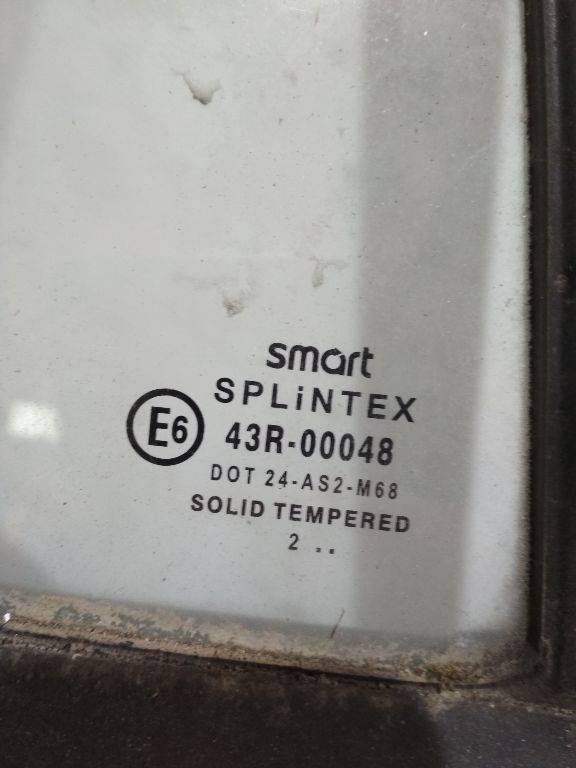 smart
SPLiNTEX
E6 43R-00048
DOT 24-AS2-M68
SOLID TEMPERED
2 ..